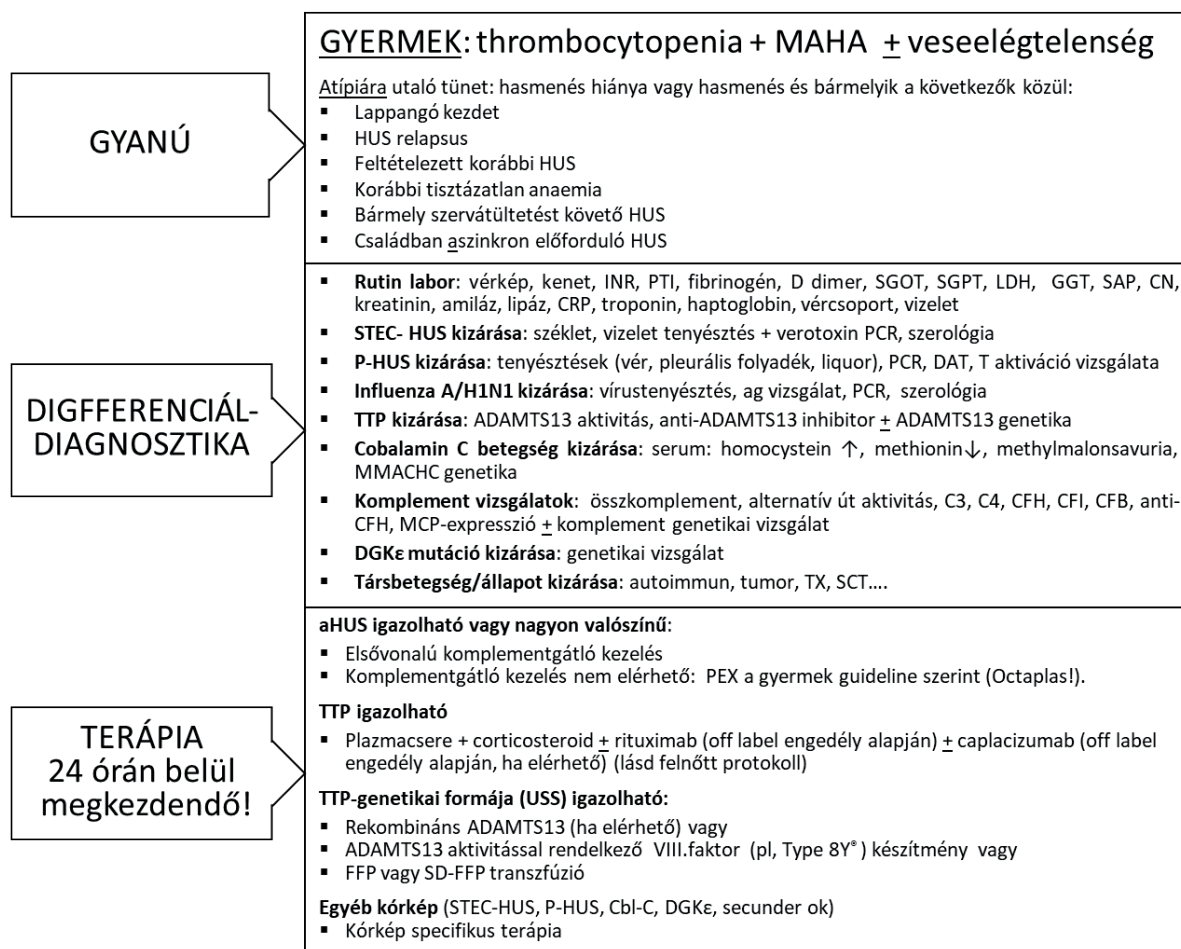 GYANÚ
GYERMEK: thrombocytopenia + MAHA + veseelégtelenség
Atípiára utaló tünet: hasmenés hiánya vagy hasmenés és bármelyik a következők közül:
▪ Lappangó kezdet
▪ HUS relapsus
▪ Feltételezett korábbi HUS
▪ Korábbi tisztázatlan anaemia
▪ Bármely szervátültetést követő HUS
▪ Családban aszinkron előforduló HUS
DIGFFERENCIÁL-
DIAGNOSZTIKA
▪ Rutin labor: vérkép, kenet, INR, PTI, fibrinogén, D dimer, SGOT, SGPT, LDH, GGT, SAP, CN,
kreatinin, amiláz, lipáz, CRP, troponin, haptoglobin, vércsoport, vizelet
▪ STEC- HUS kizárása: széklet, vizelet tenyésztés + verotoxin PCR, szerológia
▪ P-HUS kizárása: tenyésztések (vér, pleurális folyadék, liquor), PCR, DAT, T aktiváció vizsgálata
▪ Influenza A/H1N1 kizárása: vírustenyésztés, ag vizsgálat, PCR, szerológia
▪ TTP kizárása: ADAMTS13 aktivitás, anti-ADAMTS13 inhibitor + ADAMTS13 genetika
▪ Cobalamin C betegség kizárása: serum: homocystein ↑, methionin↓, methylmalonsavuria,
MMACHC genetika
▪ Komplement vizsgálatok: összkomplement, alternatív út aktivitás, C3, C4, CFH, CFI, CFB, anti-
CFH, MCP-expresszió + komplement genetikai vizsgálat
▪ DGKε mutáció kizárása: genetikai vizsgálat
▪ Társbetegség/állapot kizárása: autoimmun, tumor, TX, SCT....
TERÁPIA
24 órán belül
megkezdendő!
aHUS igazolható vagy nagyon valószínű:
▪ Elsővonalú komplementgátló kezelés
▪ Komplementgátló kezelés nem elérhető: PEX a gyermek guideline szerint (Octaplas!).
TTP igazolható
▪ Plazmacsere + corticosteroid + rituximab (off label engedély alapján) + caplacizumab (off label
engedély alapján, ha elérhető) (lásd felnőtt protokoll)
TTP-genetikai formája (USS) igazolható:
▪ Rekombináns ADAMTS13 (ha elérhető) vagy
▪ ADAMTS13 aktivitással rendelkező VIII.faktor (pl, Type 8Y®) készítmény vagy
▪ FFP vagy SD-FFP transzfúzió
Egyéb kórkép (STEC-HUS, P-HUS, Cbl-C, DGKε, secunder ok)
▪ Kórkép specifikus terápia